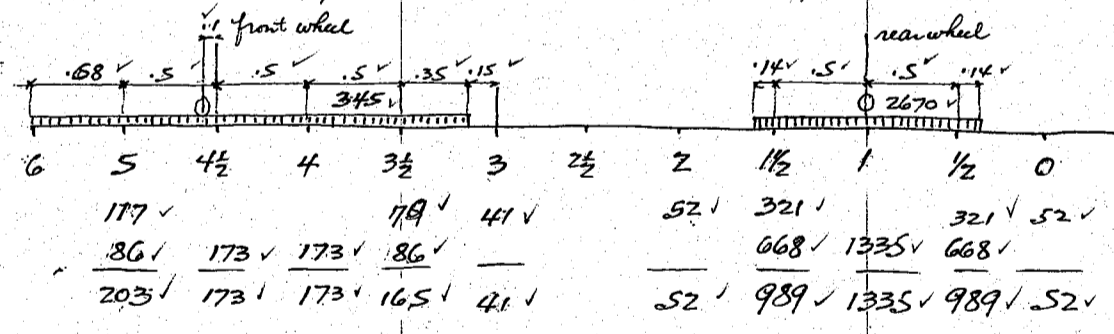 .1 front wheel rear wheel
.68 ✓ .5 ✓ .5 ✓ .5 ✓ .35 ✓ .15 ✓ .14 ✓ .5 ✓ .5 ✓ .14 ✓
345 ✓ 2670 ✓
6 5 4½ 4 3½ 3 2½ 2 1½ 1 ½ 0
117 ✓ 79 ✓ 41 ✓ 52 ✓ 321 ✓ 321 ✓ 52 ✓
86 ✓ 173 ✓ 173 ✓ 86 ✓ 668 ✓ 1335 ✓ 668 ✓
203 ✓ 173 ✓ 173 ✓ 165 ✓ 41 ✓ 52 ✓ 989 ✓ 1335 ✓ 989 ✓ 52 ✓